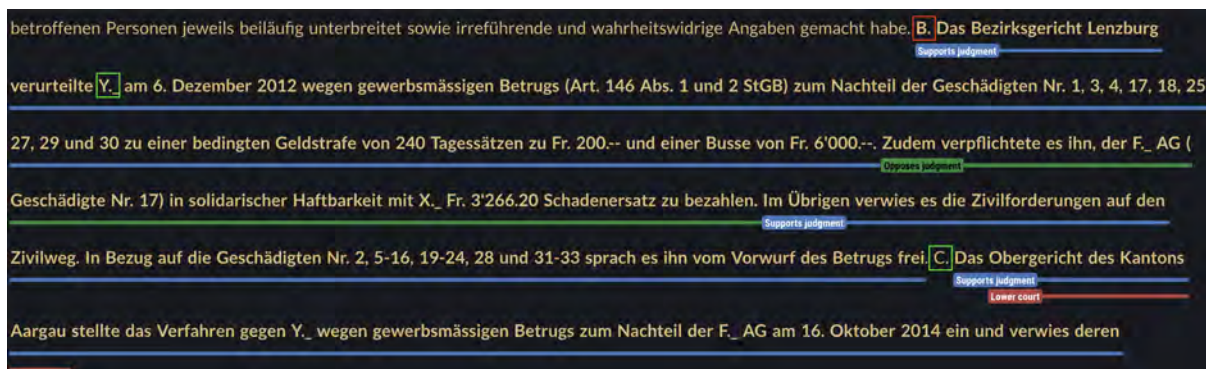 betroffenen Personen jeweils beiläufig unterbreitet sowie irreführende und wahrheitswidrige Angaben gemacht habe. B. Das Bezirksgericht Lenzburg
Supports judgment
verurteilte Y._ am 6. Dezember 2012 wegen gewerbsmässigen Betrugs (Art. 146 Abs. 1 und 2 StGB) zum Nachteil der Geschädigten Nr. 1, 3, 4, 17, 18, 25
27, 29 und 30 zu einer bedingten Geldstrafe von 240 Tagessätzen zu Fr. 200.-- und einer Busse von Fr. 6'000.--. Zudem verpflichtete es ihn, der F._ AG (
Opposes judgment
Geschädigte Nr. 17) in solidarischer Haftbarkeit mit X._ Fr. 3'266.20 Schadenersatz zu bezahlen. Im Übrigen verwies es die Zivilforderungen auf den
Supports judgment
Zivilweg. In Bezug auf die Geschädigten Nr. 2, 5-16, 19-24, 28 und 31-33 sprach es ihn vom Vorwurf des Betrugs frei. C. Das Obergericht des Kantons
Supports judgment
Lower court
Aargau stellte das Verfahren gegen Y._ wegen gewerbsmässigen Betrugs zum Nachteil der F._ AG am 16. Oktober 2014 ein und verwies deren